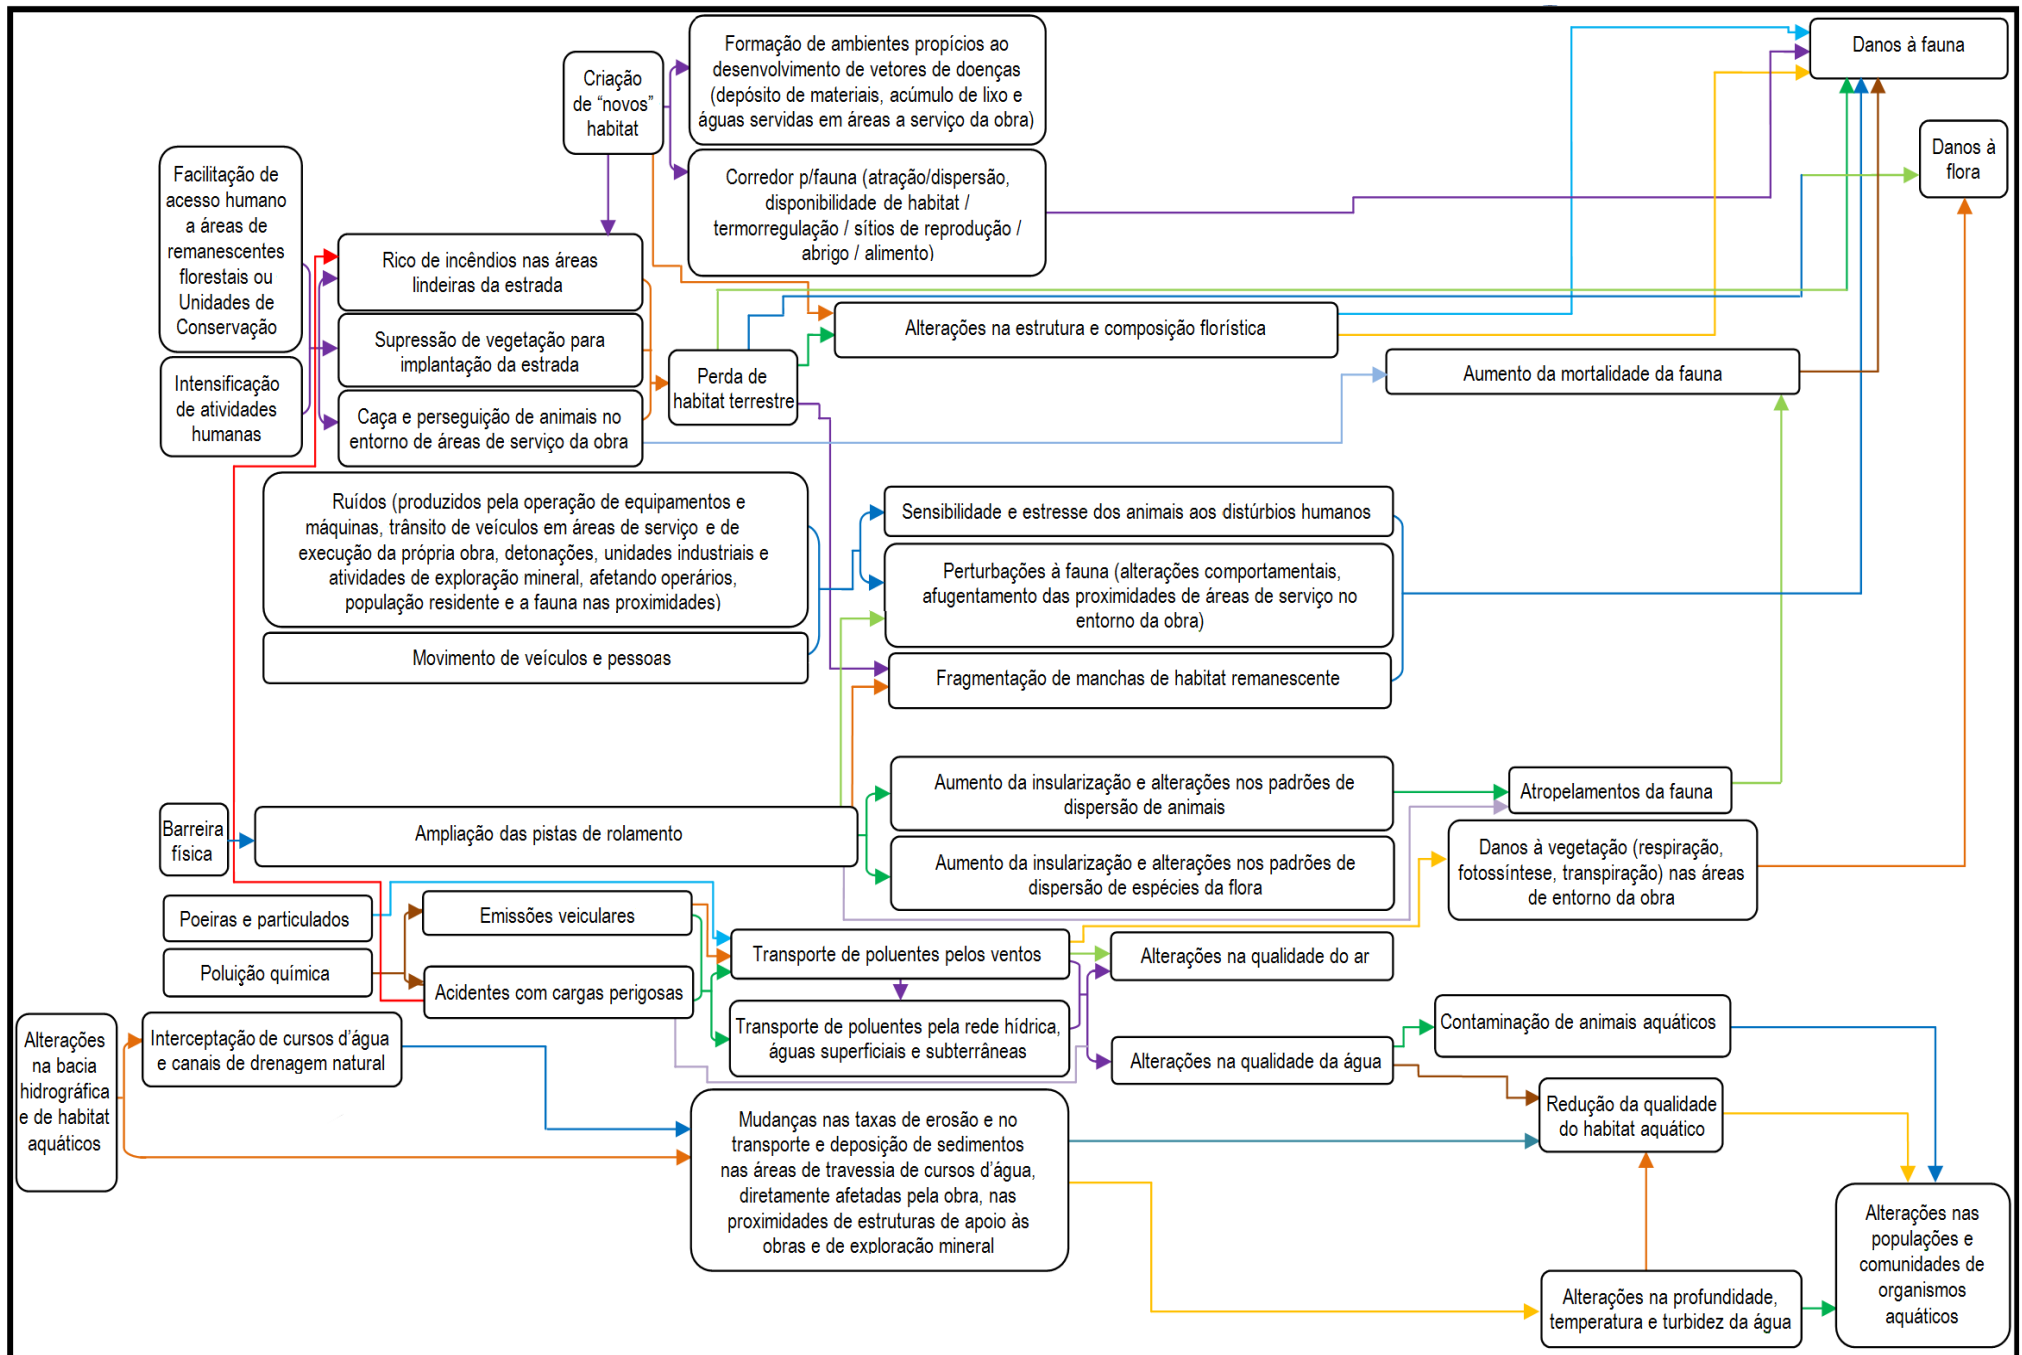 Formação de ambientes propícios ao
desenvolvimento de vetores de doenças
(depósito de materiais, acúmulo de lixo e
águas servidas em áreas a serviço da obra)
Danos à fauna
Criação
de “novos”
habitat
Danos à
flora
Facilitação de
acesso humano
a áreas de
remanescentes
florestais ou
Unidades de
Conservação
Corredor p/fauna (atração/dispersão,
disponibilidade de habitat /
termorregulação / sítios de reprodução /
abrigo / alimento)
Rico de incêndios nas áreas
lindeiras da estrada
Alterações na estrutura e composição florística
Supressão de vegetação para
implantação da estrada
Perda de
habitat terrestre
Aumento da mortalidade da fauna
Intensificação
de atividades
humanas
Caça e perseguição de animais no
entorno de áreas de serviço da obra
Ruídos (produzidos pela operação de equipamentos e
máquinas, trânsito de veículos em áreas de serviço e de
execução da própria obra, detonações, unidades industriais e
atividades de exploração mineral, afetando operários,
população residente e a fauna nas proximidades)
Sensibilidade e estresse dos animais aos distúrbios humanos
Perturbações à fauna (alterações comportamentais,
afugentamento das proximidades de áreas de serviço no
entorno da obra)
Movimento de veículos e pessoas
Fragmentação de manchas de habitat remanescente
Aumento da insularização e alterações nos padrões de
dispersão de animais
Atropelamentos da fauna
Barreira
física
Ampliação das pistas de rolamento
Aumento da insularização e alterações nos padrões de
dispersão de espécies da flora
Danos à vegetação (respiração,
fotossíntese, transpiração) nas áreas
de entorno da obra
Poeiras e particulados
Emissões veiculares
Transporte de poluentes pelos ventos
Alterações na qualidade do ar
Poluição química
Acidentes com cargas perigosas
Transporte de poluentes pela rede hídrica,
águas superficiais e subterrâneas
Contaminação de animais aquáticos
Alterações
na bacia
hidrográfica
e de habitat
aquáticos
Interceptação de cursos d’água
e canais de drenagem natural
Alterações na qualidade da água
Redução da qualidade
do habitat aquático
Mudanças nas taxas de erosão e no
transporte e deposição de sedimentos
nas áreas de travessia de cursos d’água,
diretamente afetadas pela obra, nas
proximidades de estruturas de apoio às
obras e de exploração mineral
Alterações nas
populações e
comunidades de
organismos
aquáticos
Alterações na profundidade,
temperatura e turbidez da água